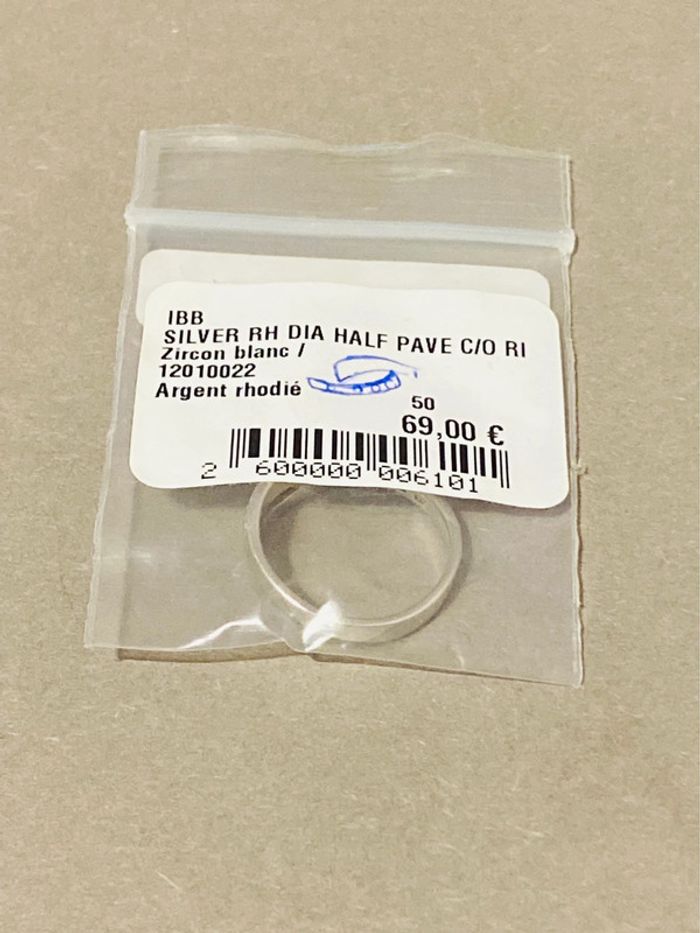 IBB
SILVER RH DIA HALF PAVE C/O RI
Zircon blanc /
12010022
Argent rhodié
50
69,00 €
2 600000 006101